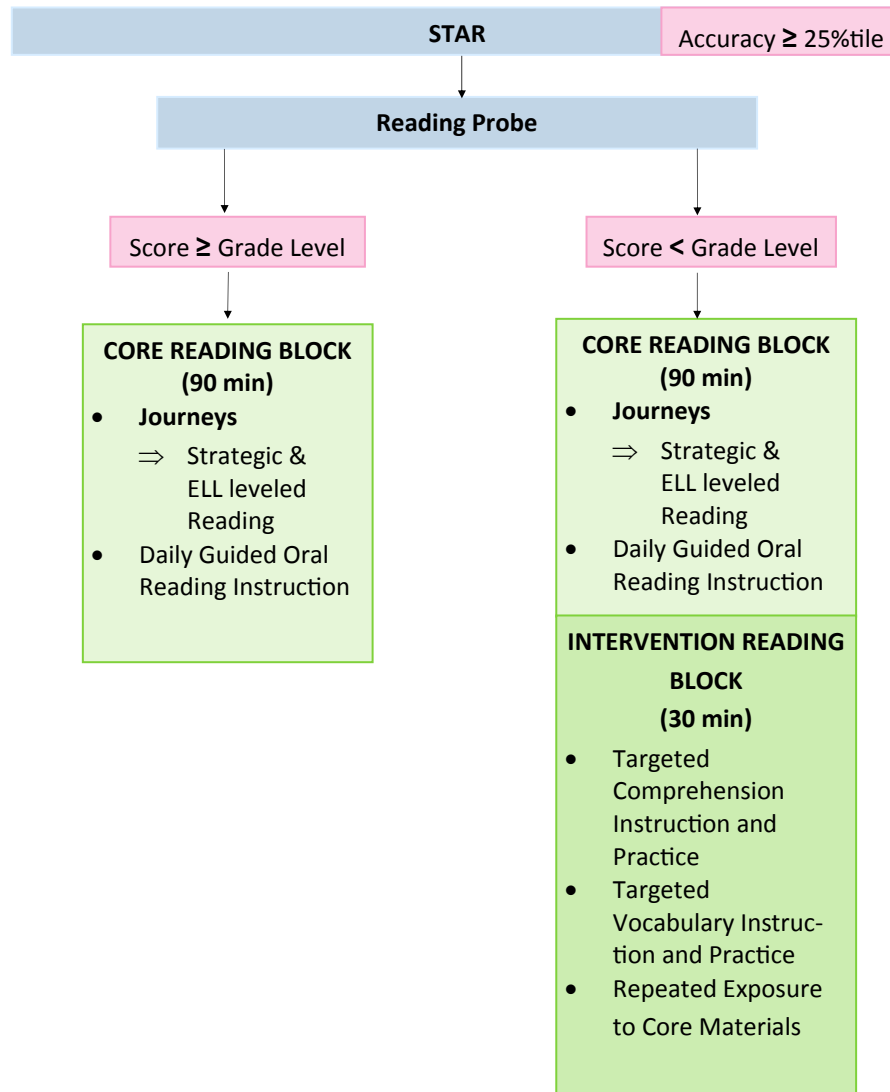 STAR
Accuracy ≥ 25%tile
Reading Probe
Score ≥ Grade Level
Score < Grade Level
CORE READING BLOCK
(90 min)
• Journeys
⇒ Strategic &
ELL leveled
Reading
• Daily Guided Oral
Reading Instruction
CORE READING BLOCK
(90 min)
• Journeys
⇒ Strategic &
ELL leveled
Reading
• Daily Guided Oral
Reading Instruction
INTERVENTION READING
BLOCK
(30 min)
• Targeted
Comprehension
Instruction and
Practice
• Targeted
Vocabulary Instruc-
tion and Practice
• Repeated Exposure
to Core Materials